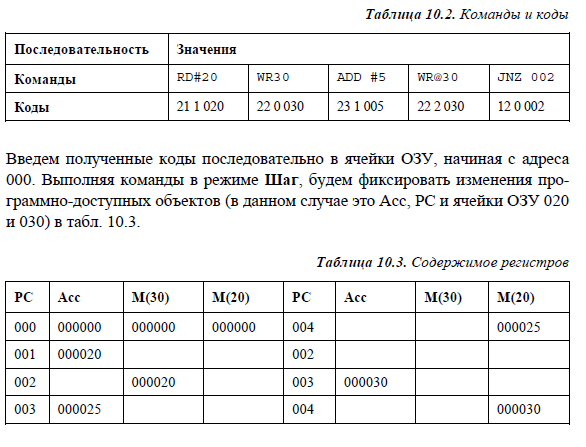 Таблица 10.2. Команды и коды
Последовательность Значения
Команды RD#20 WR30 ADD #5 WR@30 JNZ 002
Коды 21 1 020 22 0 030 23 1 005 22 2 030 12 0 002
Введем полученные коды последовательно в ячейки ОЗУ, начиная с адреса
000. Выполняя команды в режиме Шаг, будем фиксировать изменения про-
граммно-доступных объектов (в данном случае это Асс, РС и ячейки ОЗУ 020
и 030) в табл. 10.3.
Таблица 10.3. Содержимое регистров
PC Acc M(30) M(20) PC Acc M(30) M(20)
000 000000 000000 000000 004 000025
001 000020 002
002 000020 003 000030
003 000025 004 000030